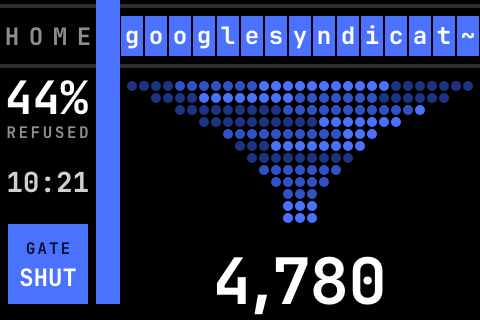 HOME
googlesyndicat~
44%
REFUSED
10:21
GATE
SHUT
4,780